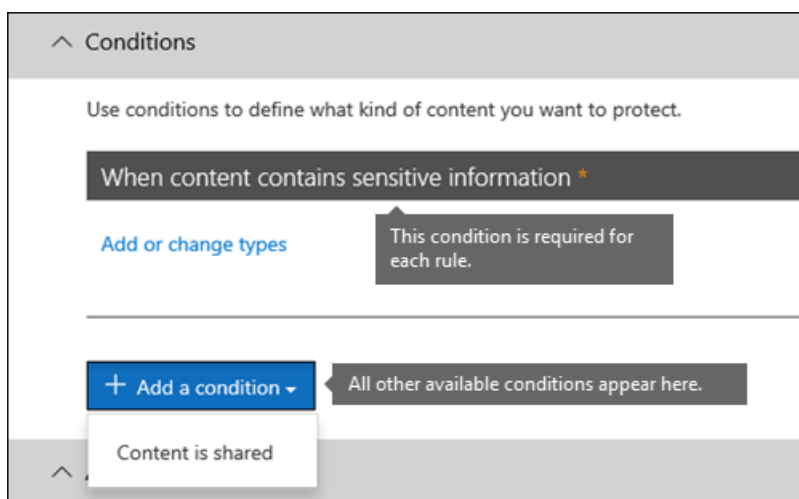 Conditions
Use conditions to define what kind of content you want to protect.
When content contains sensitive information *
Add or change types
This condition is required for
each rule.
+ Add a condition
All other available conditions appear here.
Content is shared